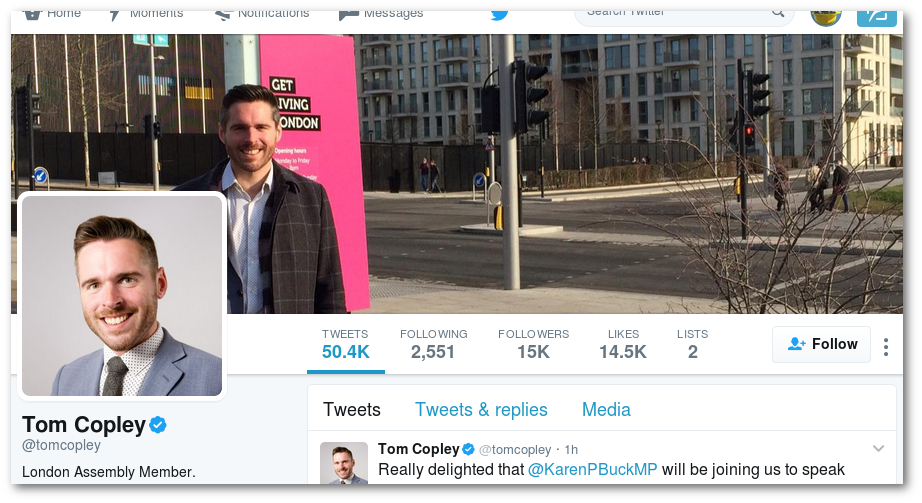 Home Moments Notifications Messages Search Twitter
GET
LIVING
LONDON
Opening hours
Monday to Friday
TWEETS FOLLOWING FOLLOWERS LIKES LISTS
50.4K 2,551 15K 14.5K 2
Follow
Tom Copley
@tomcopley
London Assembly Member.
Tweets Tweets & replies Media
Tom Copley @tomcopley · 1h
Really delighted that @KarenPBuckMP will be joining us to speak